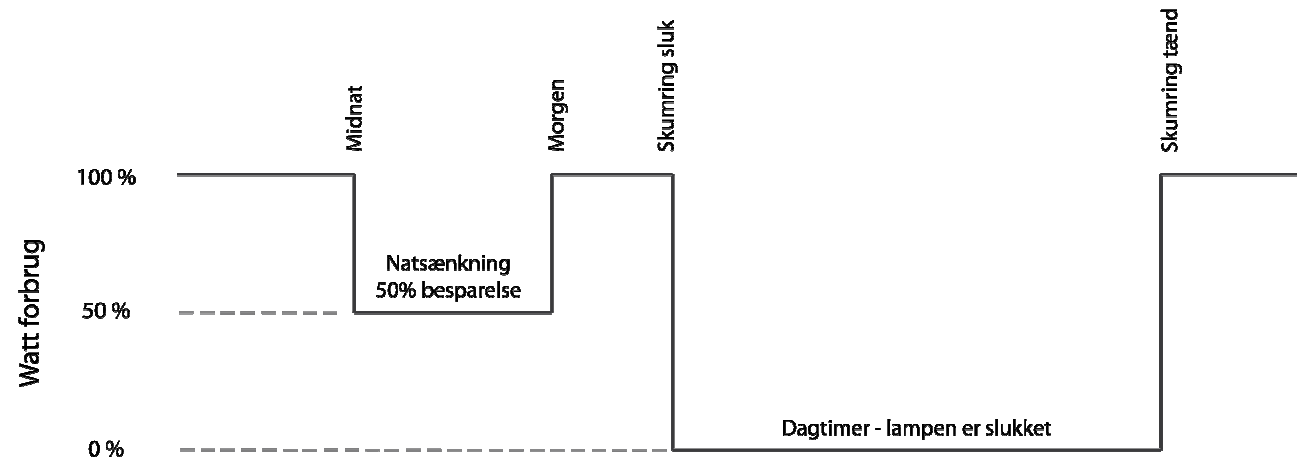 Midnat
Morgen
Skumring sluk
Skumring tænd
100 %
Watt forbrug
Natsænkning
50% besparelse
50 %
Dagtimer - lampen er slukket
0 %